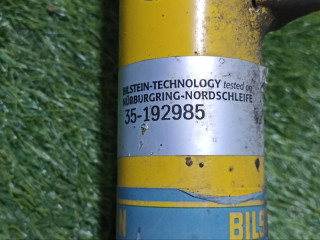 BILSTEIN-TECHNOLOGY tested on
NÜRBURGRING-NORDSCHLEIFE
35-192985
N BILS